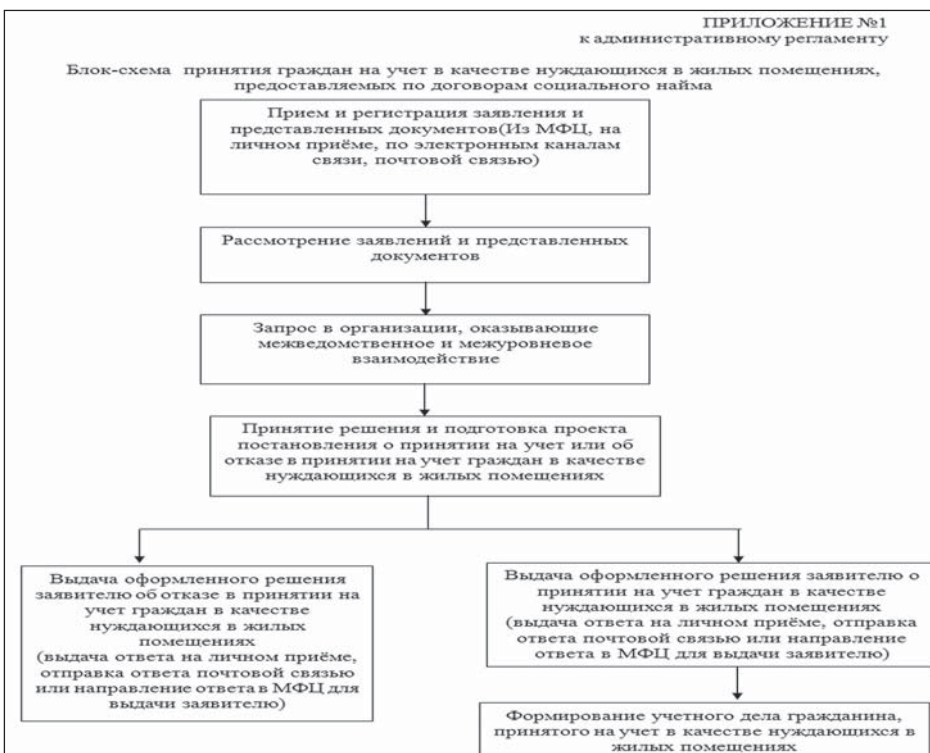 ПРИЛОЖЕНИЕ №1
к административному регламенту
Блок-схема принятия граждан на учет в качестве нуждающихся в жилых помещениях,
предоставляемых по договорам социального найма
Прием и регистрация заявления и
представленных документов(Из МФЦ, на
личном приёме, по электронным каналам
связи, почтовой связью)
Рассмотрение заявлений и представленных
документов
Запрос в организации, оказывающие
межведомственное и межуровневое
взаимодействие
Принятие решения и подготовка проекта
постановления о принятии на учет или об
отказе в принятии на учет граждан в качестве
нуждающихся в жилых помещениях
Выдача оформленного решения
заявителю об отказе в принятии на
учет граждан в качестве
нуждающихся в жилых
помещениях
(выдача ответа на личном приёме,
отправка ответа почтовой связью
или направление ответа в МФЦ для
выдачи заявителю)
Выдача оформленного решения заявителю о
принятии на учет граждан в качестве
нуждающихся в жилых помещениях
(выдача ответа на личном приёме, отправка
ответа почтовой связью или направление
ответа в МФЦ для выдачи заявителю)
Формирование учетного дела гражданина,
принятого на учет в качестве нуждающихся в
жилых помещениях